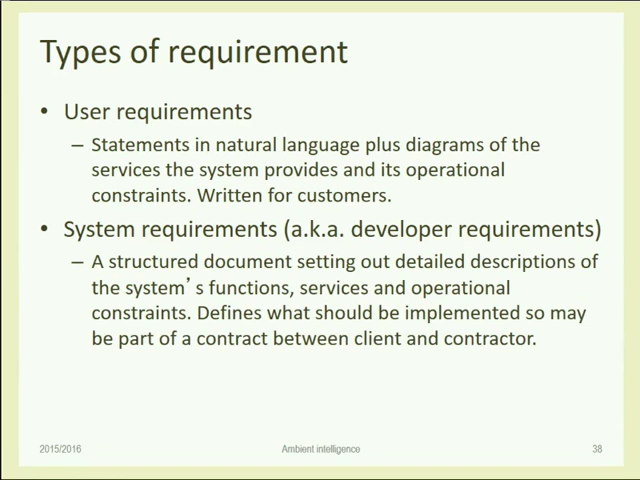 Types of requirement
• User requirements
– Statements in natural language plus diagrams of the
services the system provides and its operational
constraints. Written for customers.
• System requirements (a.k.a. developer requirements)
– A structured document setting out detailed descriptions of
the system's functions, services and operational
constraints. Defines what should be implemented so may
be part of a contract between client and contractor.
2015/2016 Ambient intelligence 38